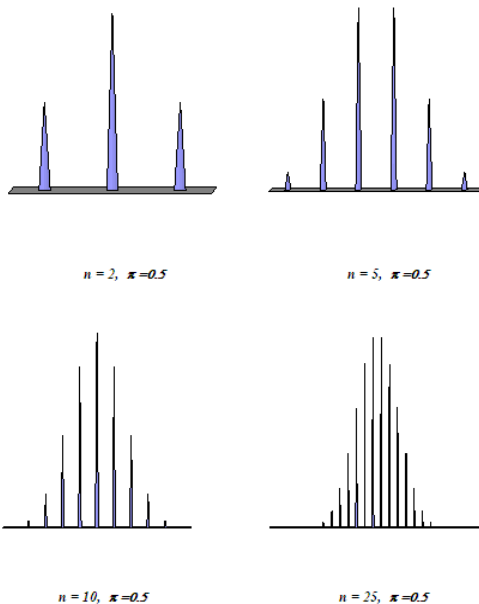 n = 2, π =0.5
n = 5, π =0.5
n = 10, π =0.5
n = 25, π =0.5